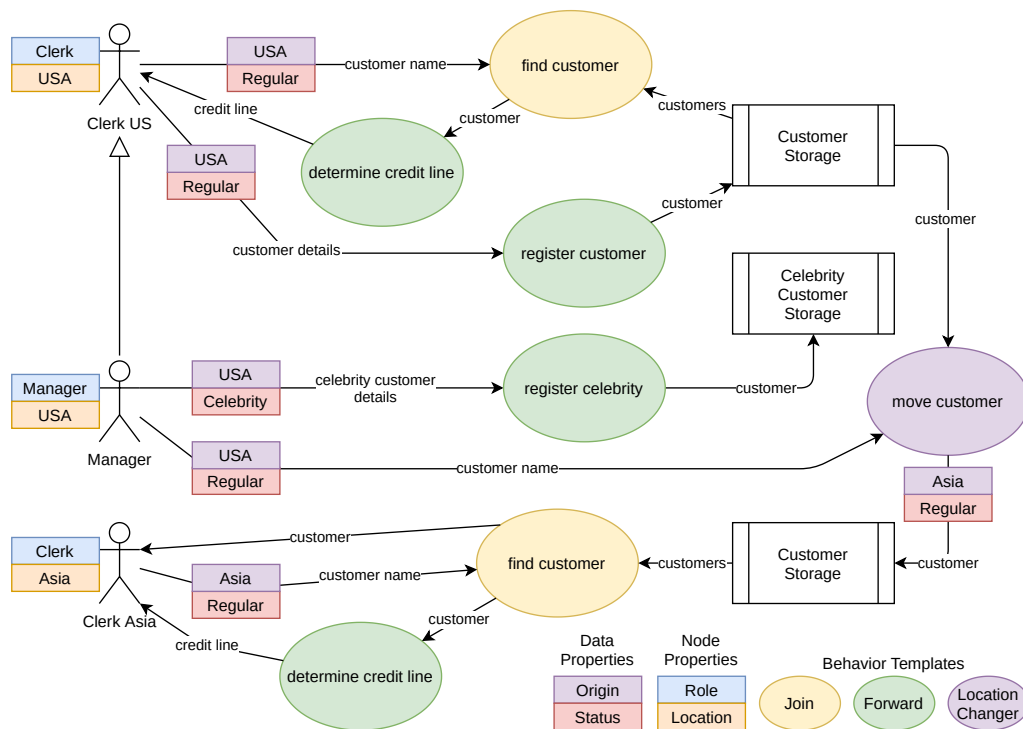 Clerk
USA
Clerk US
USA
Regular
customer name
find customer
credit line
customer
customers
Customer
Storage
USA
Regular
determine credit line
customer
customer
customer details
register customer
Celebrity
Customer
Storage
Manager
USA
Manager
USA
Celebrity
celebrity customer
details
register celebrity
customer
move customer
USA
Regular
customer name
Asia
Regular
Clerk
Asia
Clerk Asia
customer
Asia
Regular
customer name
find customer
customers
Customer
Storage
customer
customer
credit line
determine credit line
Data
Properties
Node
Properties
Behavior Templates
Origin
Status
Role
Location
Join
Forward
Location
Changer